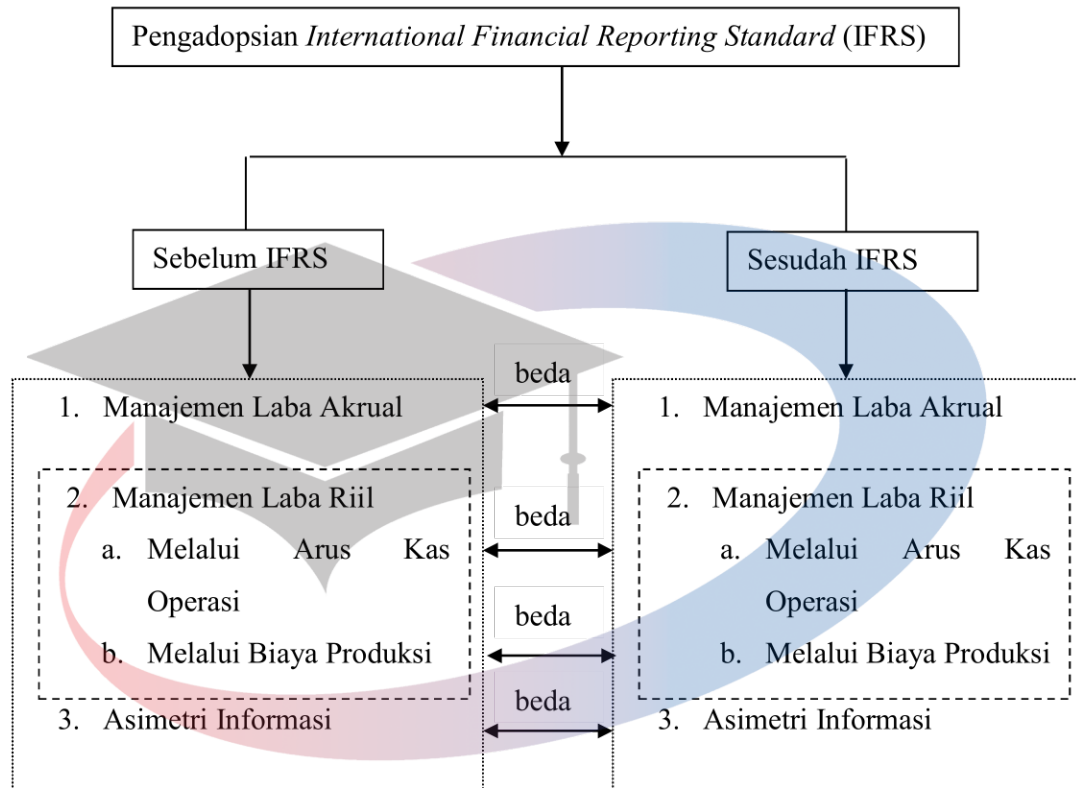 Pengadopsian International Financial Reporting Standard (IFRS)
Sebelum IFRS
Sesudah IFRS
1. Manajemen Laba Akrual
2. Manajemen Laba Riil
a. Melalui Arus Kas
Operasi
b. Melalui Biaya Produksi
3. Asimetri Informasi
beda
beda
beda
beda
1. Manajemen Laba Akrual
2. Manajemen Laba Riil
a. Melalui Arus Kas
Operasi
b. Melalui Biaya Produksi
3. Asimetri Informasi